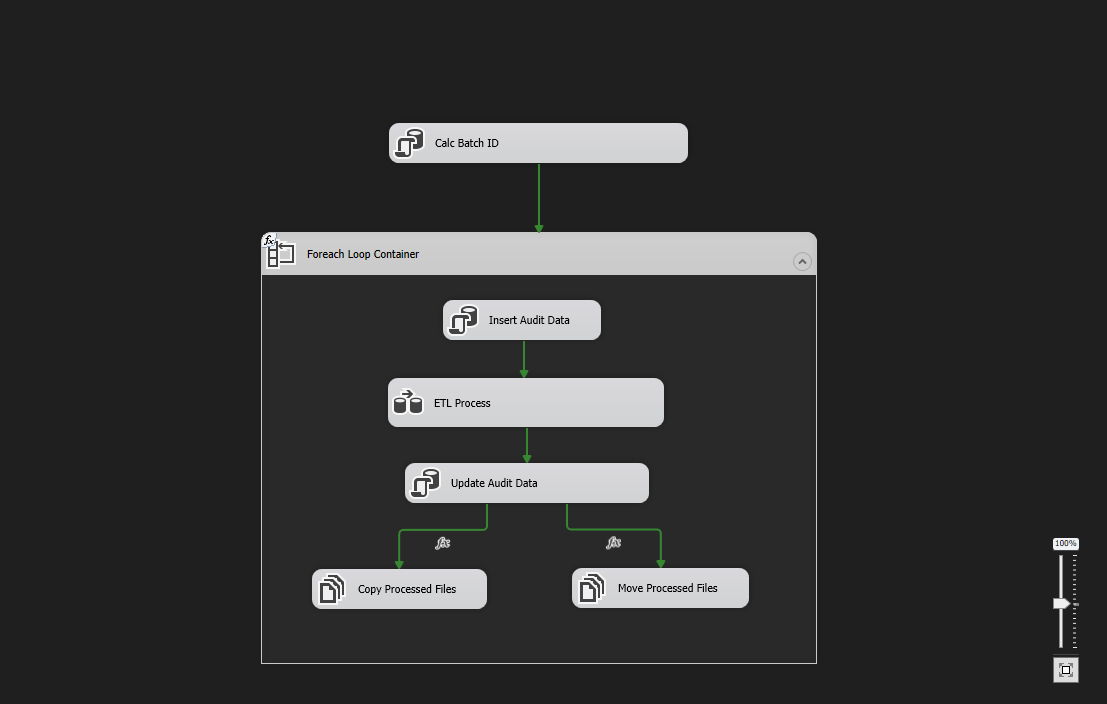 Calc Batch ID
fx
Foreach Loop Container
Insert Audit Data
ETL Process
Update Audit Data
fx
fx
Copy Processed Files
Move Processed Files
100%